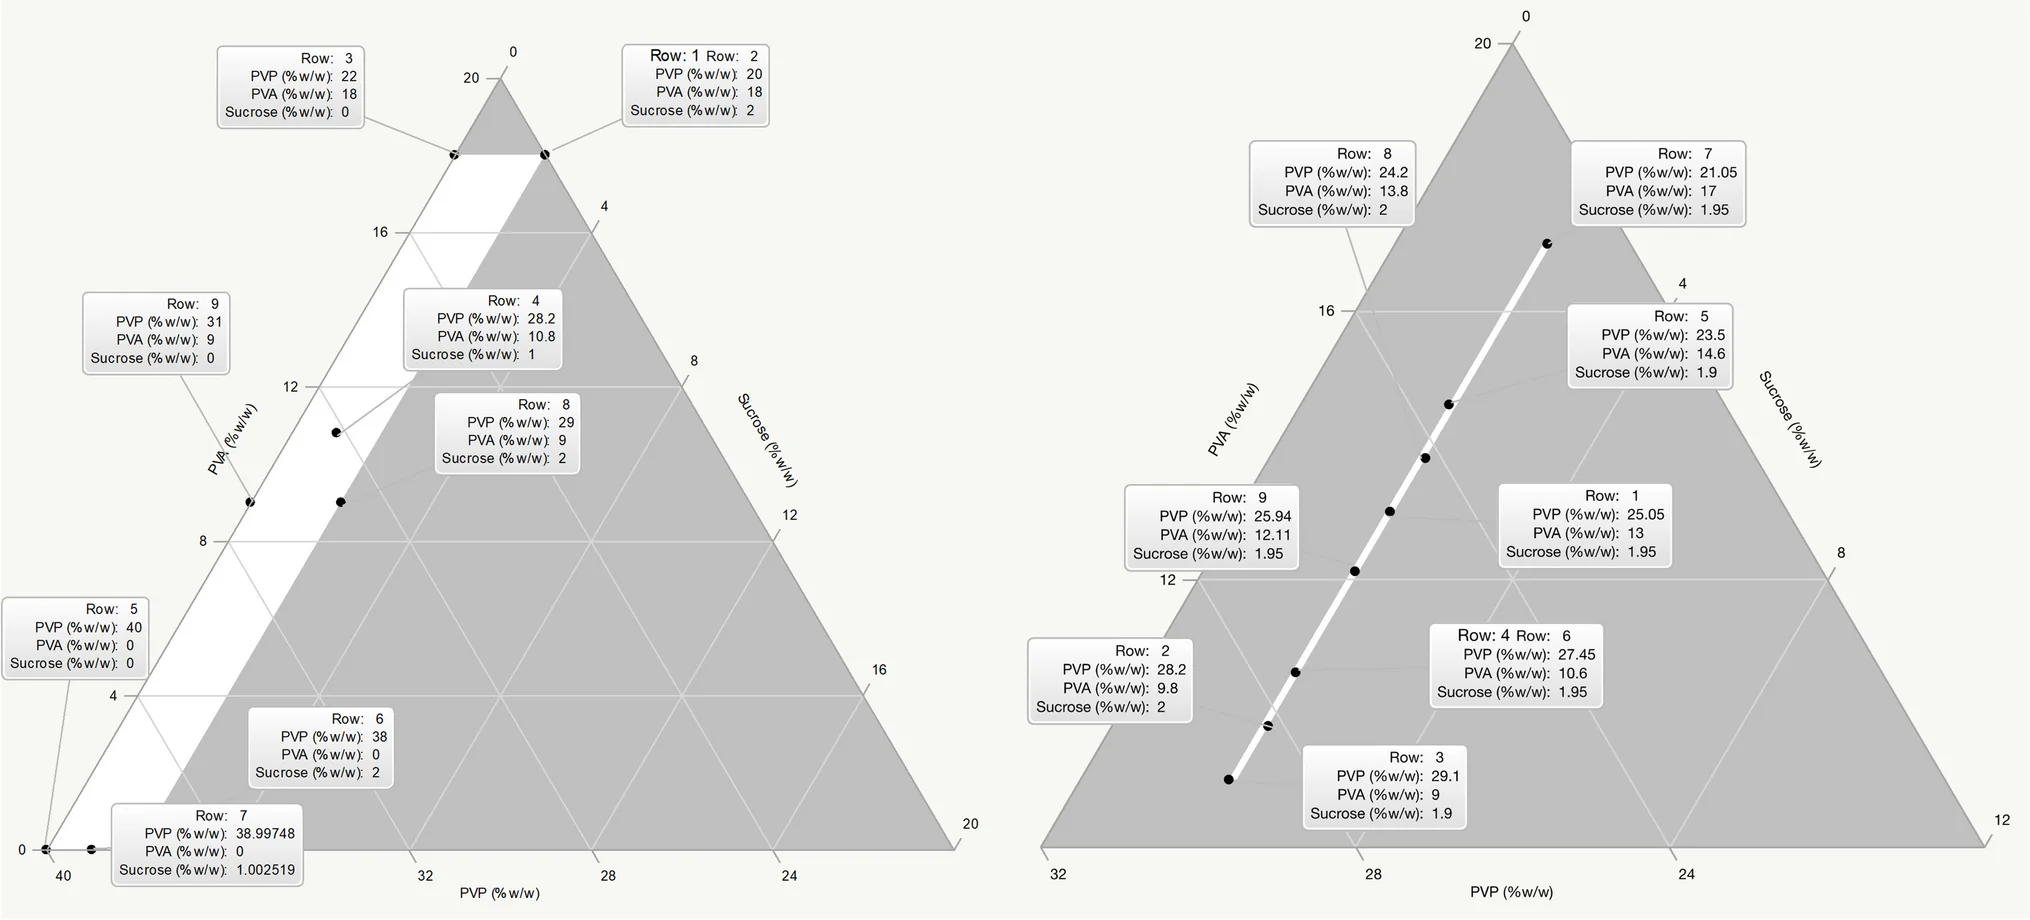 Row: 3
PVP (%w/w): 22
PVA (%w/w): 18
Sucrose (%w/w): 0
0
20
Row: 1 Row: 2
PVP (%w/w): 20
PVA (%w/w): 18
Sucrose (%w/w): 2
4
16
Row: 9
PVP (%w/w): 31
PVA (%w/w): 9
Sucrose (%w/w): 0
Row: 4
PVP (%w/w): 28.2
PVA (%w/w): 10.8
Sucrose (%w/w): 1
8
12
Row: 8
PVP (%w/w): 29
PVA (%w/w): 9
Sucrose (%w/w): 2
PVA (%w/w)
Sucrose (%w/w)
12
8
Row: 5
PVP (%w/w): 40
PVA (%w/w): 0
Sucrose (%w/w): 0
16
4
Row: 6
PVP (%w/w): 38
PVA (%w/w): 0
Sucrose (%w/w): 2
Row: 7
PVP (%w/w): 38.99748
PVA (%w/w): 0
Sucrose (%w/w): 1.002519
20
0
40
32
28
24
PVP (%w/w)
0
20
Row: 8
PVP (%w/w): 24.2
PVA (%w/w): 13.8
Sucrose (%w/w): 2
Row: 7
PVP (%w/w): 21.05
PVA (%w/w): 17
Sucrose (%w/w): 1.95
4
16
Row: 5
PVP (%w/w): 23.5
PVA (%w/w): 14.6
Sucrose (%w/w): 1.9
PVA (%w/w)
Sucrose (%w/w)
Row: 9
PVP (%w/w): 25.94
PVA (%w/w): 12.11
Sucrose (%w/w): 1.95
Row: 1
PVP (%w/w): 25.05
PVA (%w/w): 13
Sucrose (%w/w): 1.95
8
12
Row: 2
PVP (%w/w): 28.2
PVA (%w/w): 9.8
Sucrose (%w/w): 2
Row: 4 Row: 6
PVP (%w/w): 27.45
PVA (%w/w): 10.6
Sucrose (%w/w): 1.95
Row: 3
PVP (%w/w): 29.1
PVA (%w/w): 9
Sucrose (%w/w): 1.9
12
32
28
24
PVP (%w/w)